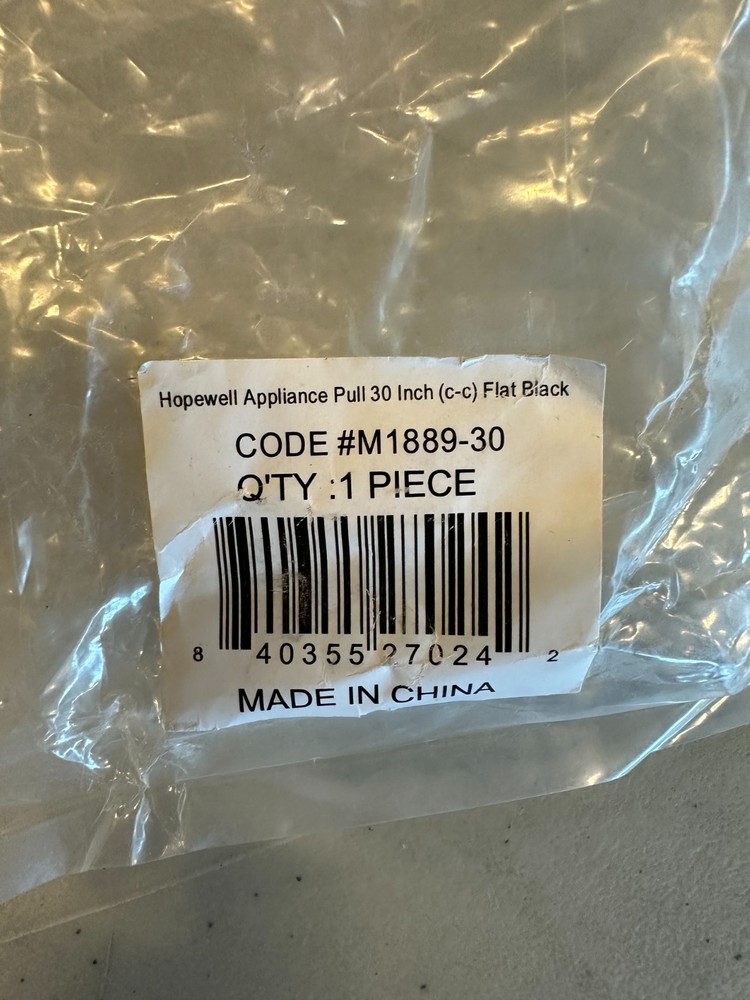 Hopewell Appliance Pull 30 Inch (c-c) Flat Black
CODE #M1889-30
Q'TY :1 PIECE
8 40355 27024 2
MADE IN CHINA